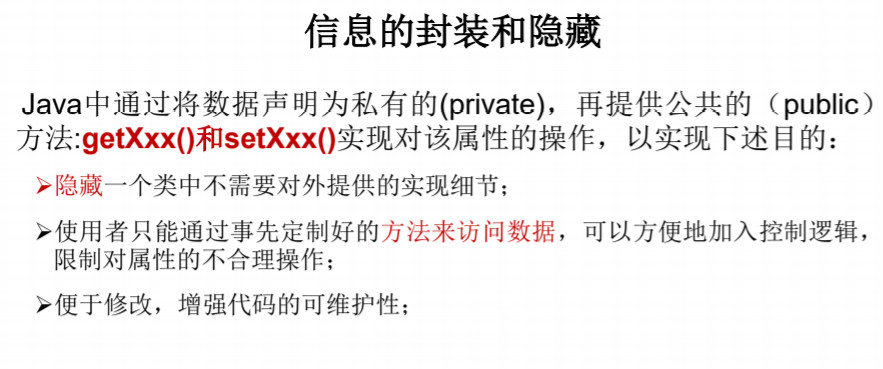 信息的封装和隐藏
Java中通过将数据声明为私有的(private)，再提供公共的（public）
方法:getXxx()和setXxx()实现对该属性的操作，以实现下述目的：
➢隐藏一个类中不需要对外提供的实现细节；
➢使用者只能通过事先定制好的方法来访问数据，可以方便地加入控制逻辑，
限制对属性的不合理操作；
➢便于修改，增强代码的可维护性；